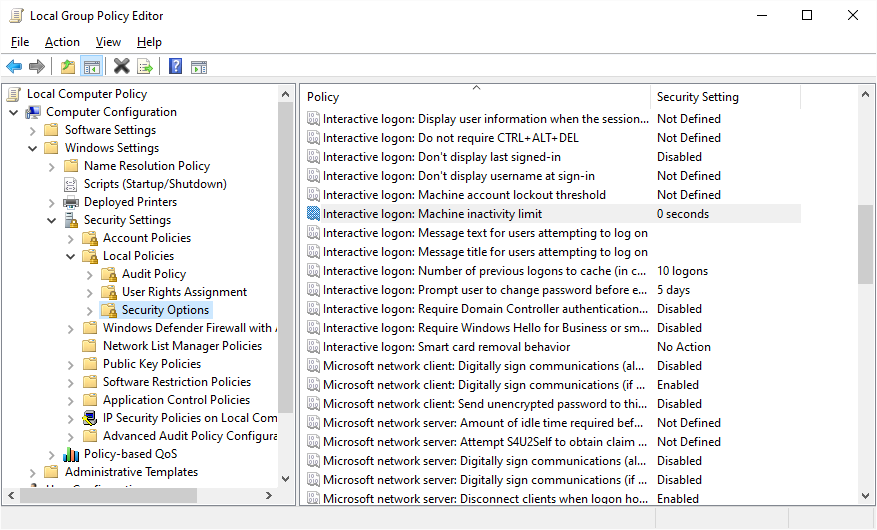 Local Group Policy Editor
File Action View Help
Local Computer Policy
Computer Configuration
Software Settings
Windows Settings
Name Resolution Policy
Scripts (Startup/Shutdown)
Deployed Printers
Security Settings
Account Policies
Local Policies
Audit Policy
User Rights Assignment
Security Options
Windows Defender Firewall with
Network List Manager Policies
Public Key Policies
Software Restriction Policies
Application Control Policies
IP Security Policies on Local Com
Advanced Audit Policy Configura
Policy-based QoS
Administrative Templates
Policy Security Setting
Interactive logon: Display user information when the session... Not Defined
Interactive logon: Do not require CTRL+ALT+DEL Not Defined
Interactive logon: Don't display last signed-in Disabled
Interactive logon: Don't display username at sign-in Not Defined
Interactive logon: Machine account lockout threshold Not Defined
Interactive logon: Machine inactivity limit 0 seconds
Interactive logon: Message text for users attempting to log on
Interactive logon: Message title for users attempting to log on
Interactive logon: Number of previous logons to cache (in c... 10 logons
Interactive logon: Prompt user to change password before e... 5 days
Interactive logon: Require Domain Controller authentication... Disabled
Interactive logon: Require Windows Hello for Business or sm... Disabled
Interactive logon: Smart card removal behavior No Action
Microsoft network client: Digitally sign communications (al... Disabled
Microsoft network client: Digitally sign communications (if ... Enabled
Microsoft network client: Send unencrypted password to thi... Disabled
Microsoft network server: Amount of idle time required bef... Not Defined
Microsoft network server: Attempt S4U2Self to obtain claim ... Not Defined
Microsoft network server: Digitally sign communications (al... Disabled
Microsoft network server: Digitally sign communications (if ... Disabled
Microsoft network server: Disconnect clients when logon ho... Enabled